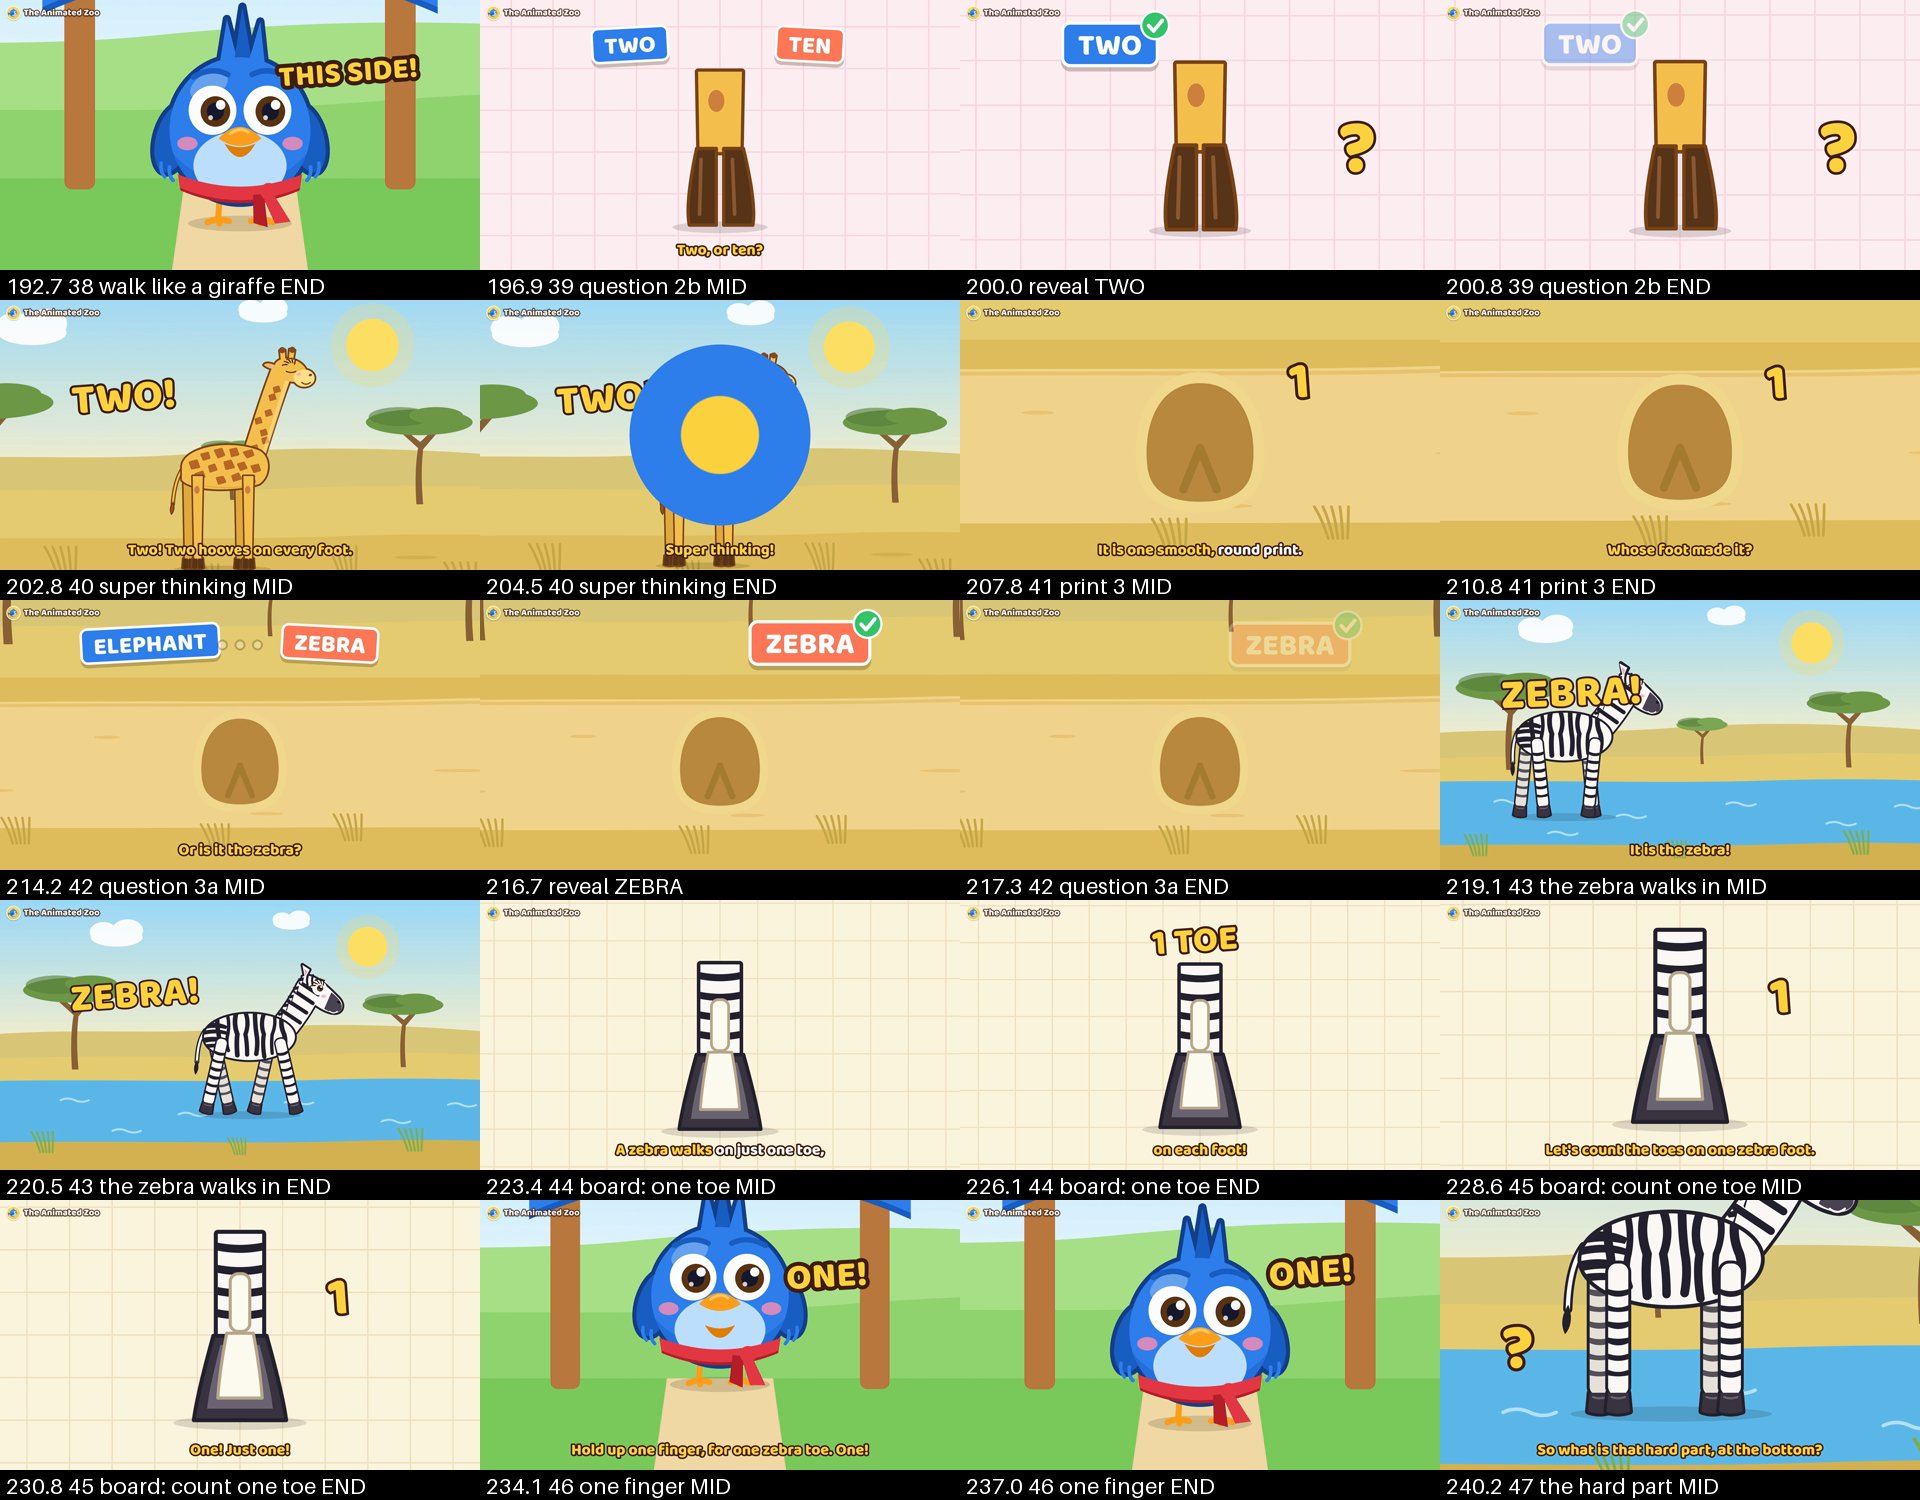 The Animated Zoo
THIS SIDE!
192.7 38 walk like a giraffe END
The Animated Zoo
TWO
TEN
Two, or ten?
196.9 39 question 2b MID
The Animated Zoo
TWO
?
200.0 reveal TWO
The Animated Zoo
TWO
?
200.8 39 question 2b END
The Animated Zoo
TWO!
Two! Two hooves on every foot.
202.8 40 super thinking MID
The Animated Zoo
TWO
Super thinking!
204.5 40 super thinking END
The Animated Zoo
1
It is one smooth, round print.
207.8 41 print 3 MID
The Animated Zoo
1
Whose foot made it?
210.8 41 print 3 END
The Animated Zoo
ELEPHANT
ZEBRA
Or is it the zebra?
214.2 42 question 3a MID
The Animated Zoo
ZEBRA
216.7 reveal ZEBRA
The Animated Zoo
ZEBRA
217.3 42 question 3a END
The Animated Zoo
ZEBRA!
It is the zebra!
219.1 43 the zebra walks in MID
The Animated Zoo
ZEBRA!
220.5 43 the zebra walks in END
The Animated Zoo
A zebra walks on just one toe,
223.4 44 board: one toe MID
The Animated Zoo
1 TOE
on each foot!
226.1 44 board: one toe END
The Animated Zoo
1
Let's count the toes on one zebra foot.
228.6 45 board: count one toe MID
The Animated Zoo
1
One! Just one!
230.8 45 board: count one toe END
The Animated Zoo
ONE!
Hold up one finger, for one zebra toe. One!
234.1 46 one finger MID
The Animated Zoo
ONE!
237.0 46 one finger END
The Animated Zoo
?
So what is that hard part, at the bottom?
240.2 47 the hard part MID